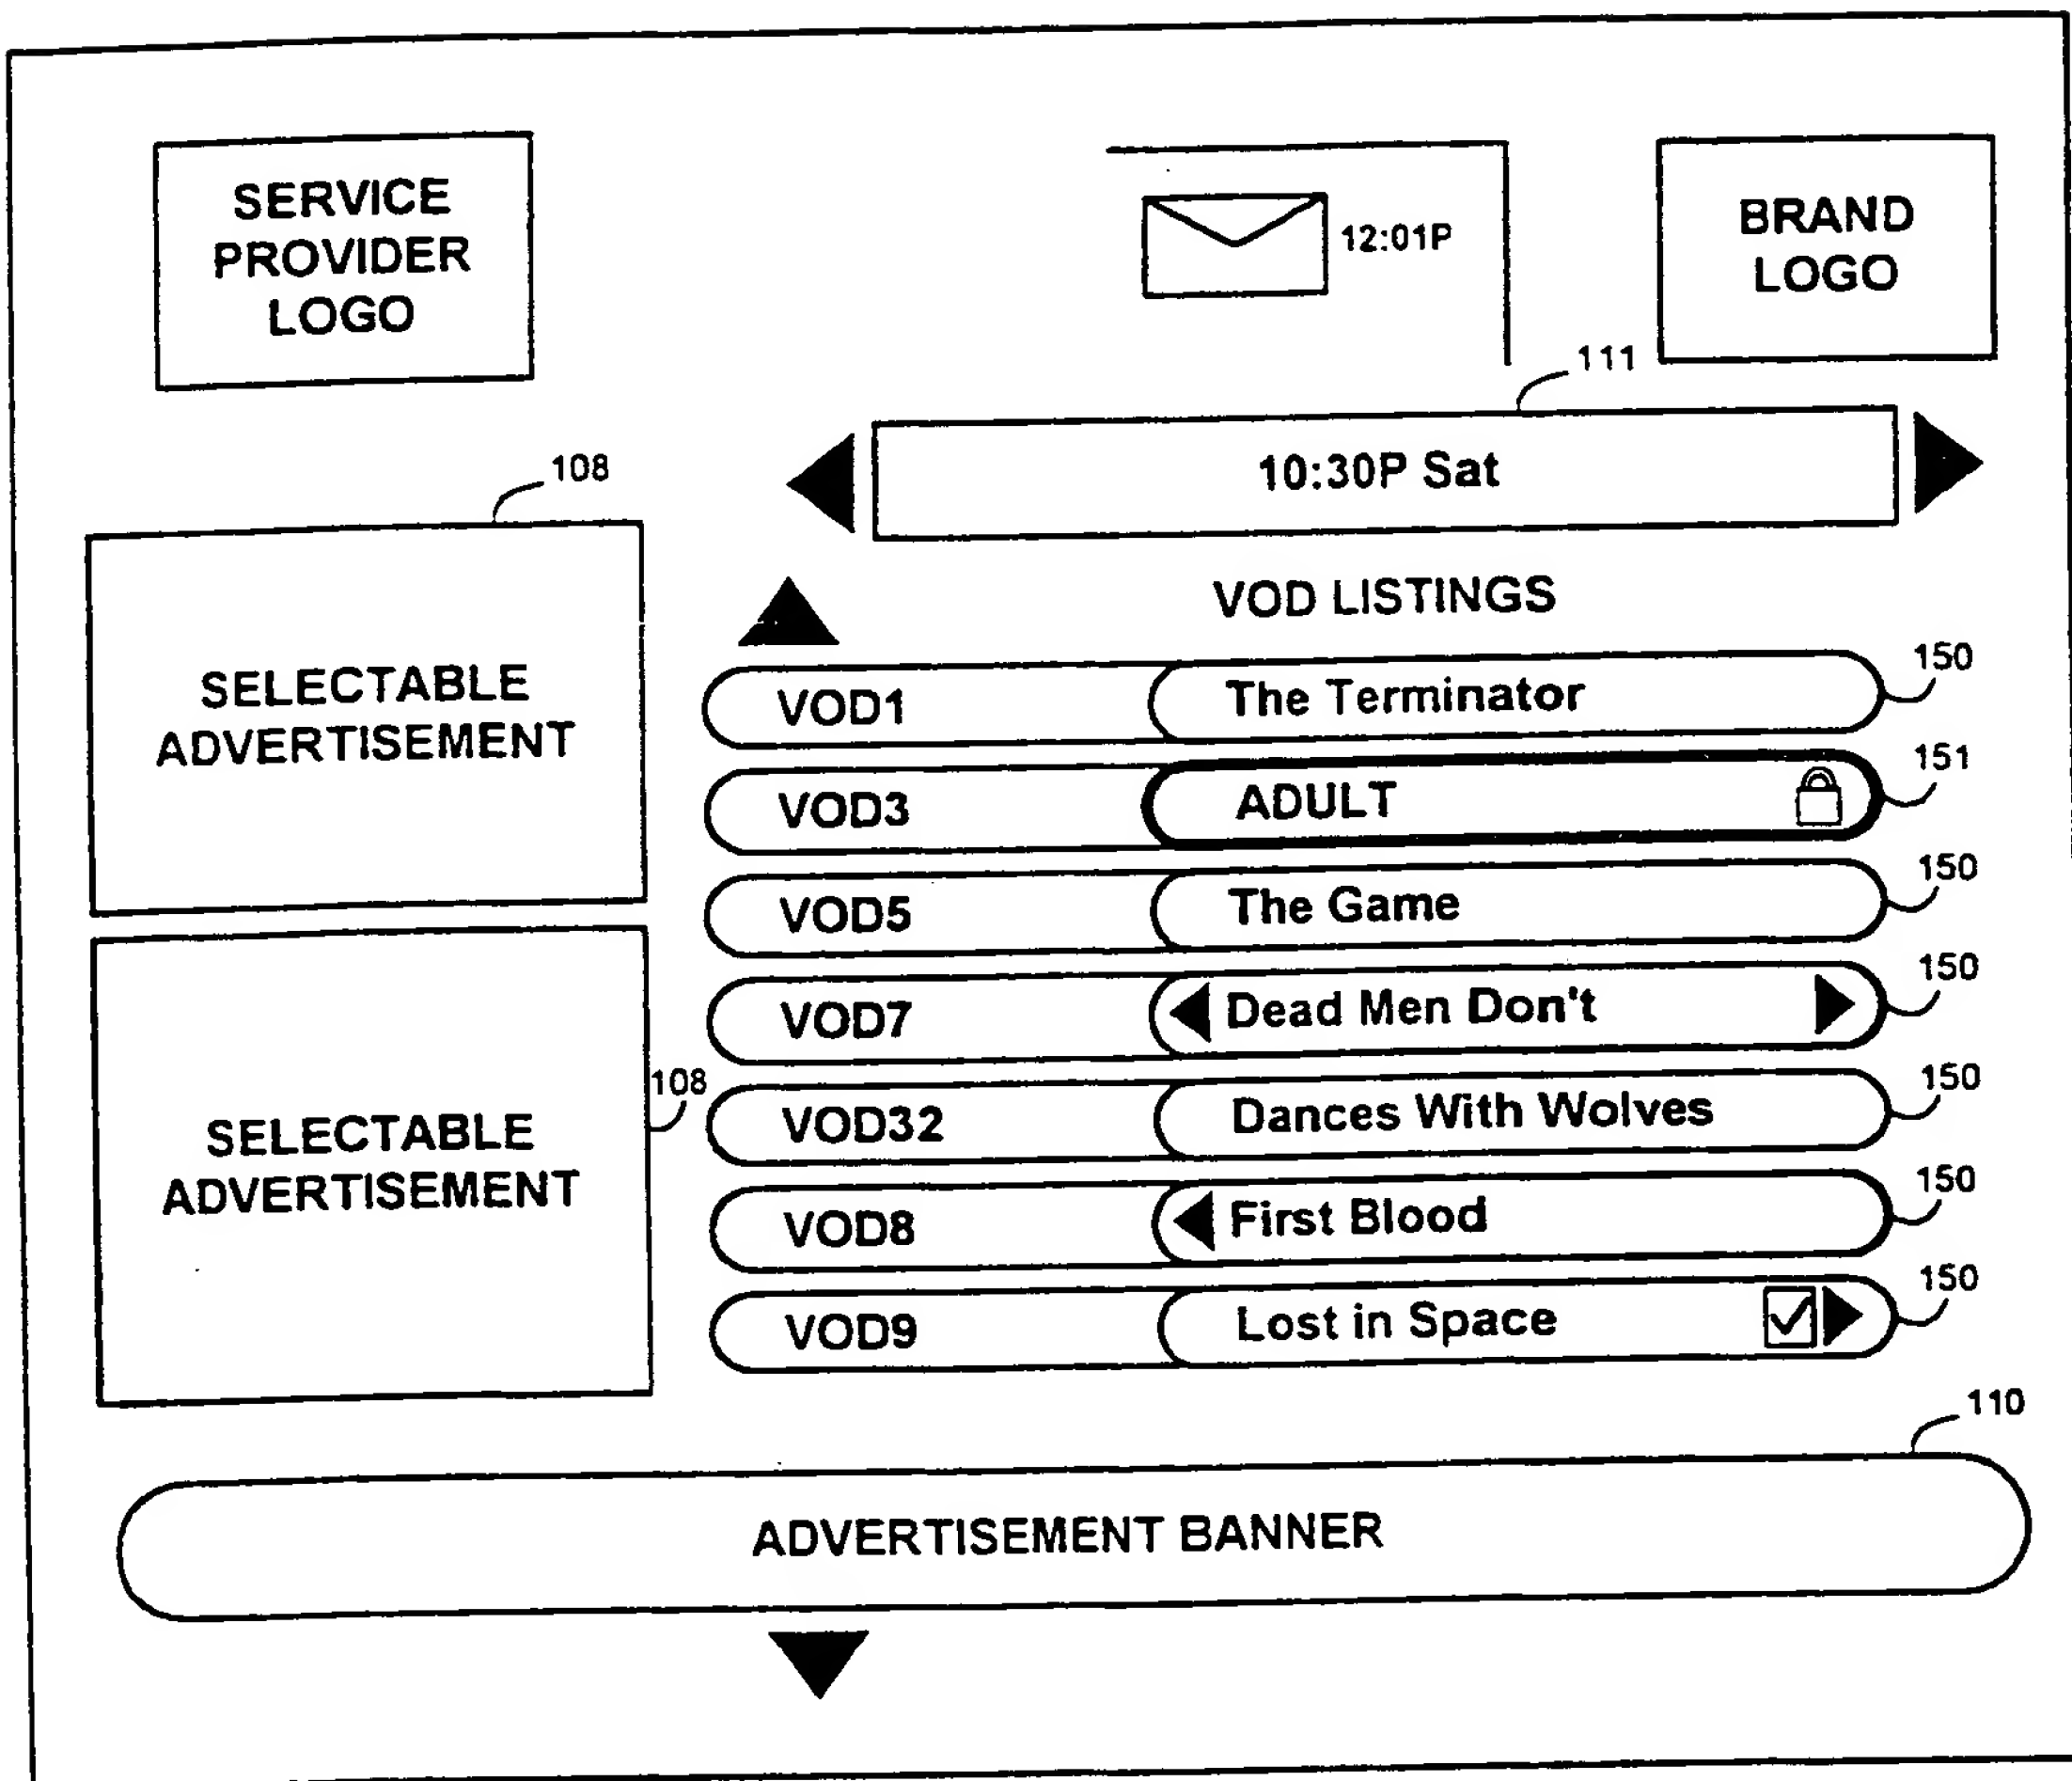 SERVICE
PROVIDER
LOGO
12:01P
BRAND
LOGO
111
10:30P Sat
108
SELECTABLE
ADVERTISEMENT
VOD LISTINGS
VOD1 The Terminator 150
VOD3 ADULT 151
VOD5 The Game 150
VOD7 Dead Men Don't 150
108
SELECTABLE
ADVERTISEMENT
VOD32 Dances With Wolves 150
VOD8 First Blood 150
VOD9 Lost in Space 150
110
ADVERTISEMENT BANNER